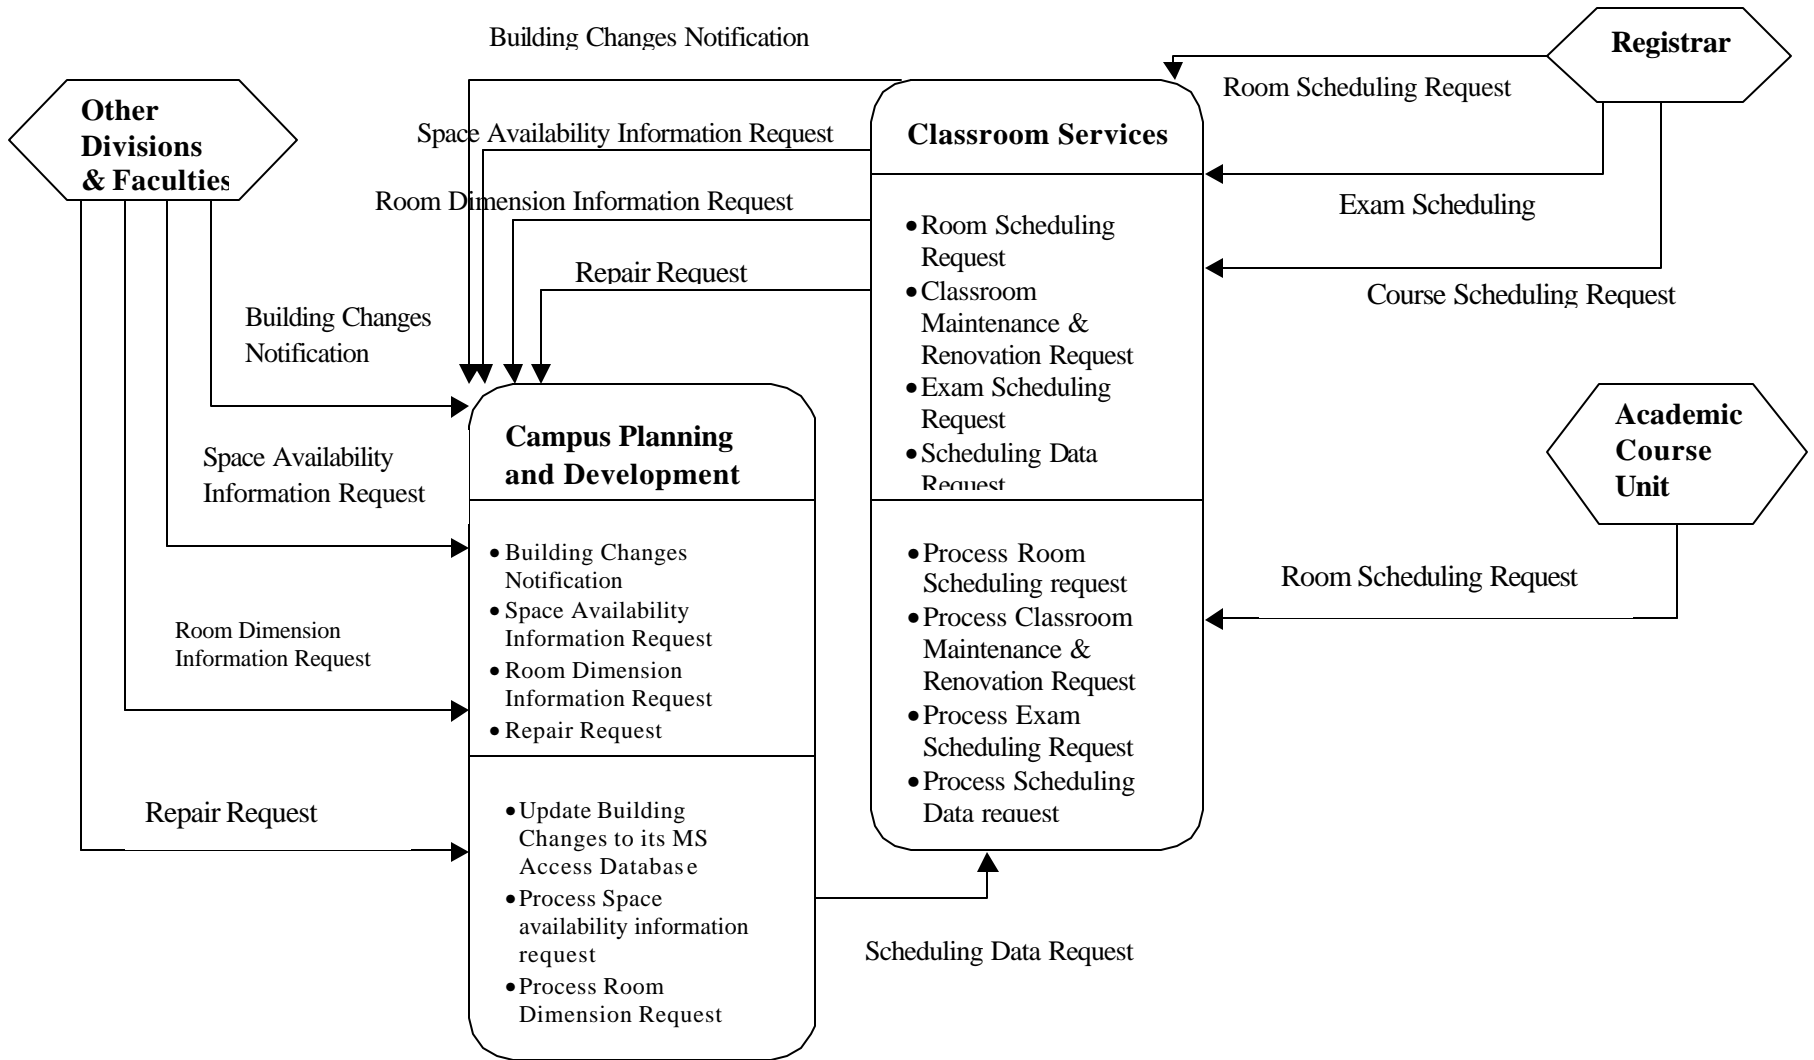 Building Changes Notification
Registrar
Room Scheduling Request
Other
Divisions
& Faculties
Space Availability Information Request
Classroom Services
Room Dimension Information Request
Exam Scheduling
•Room Scheduling
Request
Repair Request
•Classroom
Maintenance &
Renovation Request
Course Scheduling Request
Building Changes
Notification
•Exam Scheduling
Request
•Scheduling Data
Request
Academic
Course
Unit
Campus Planning
and Development
Space Availability
Information Request
•Building Changes
Notification
•Space Availability
Information Request
•Room Dimension
Information Request
•Repair Request
•Process Room
Scheduling request
•Process Classroom
Maintenance &
Renovation Request
•Process Exam
Scheduling Request
•Process Scheduling
Data request
Room Scheduling Request
Room Dimension
Information Request
Repair Request
•Update Building
Changes to its MS
Access Database
•Process Space
availability information
request
•Process Room
Dimension Request
Scheduling Data Request